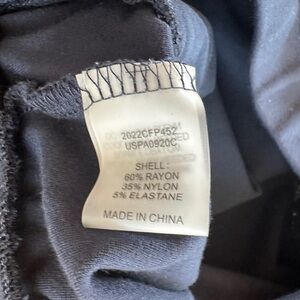 2022CFP452
USPA0920C
SHELL:
60% RAYON
35% NYLON
5% ELASTANE
MADE IN CHINA